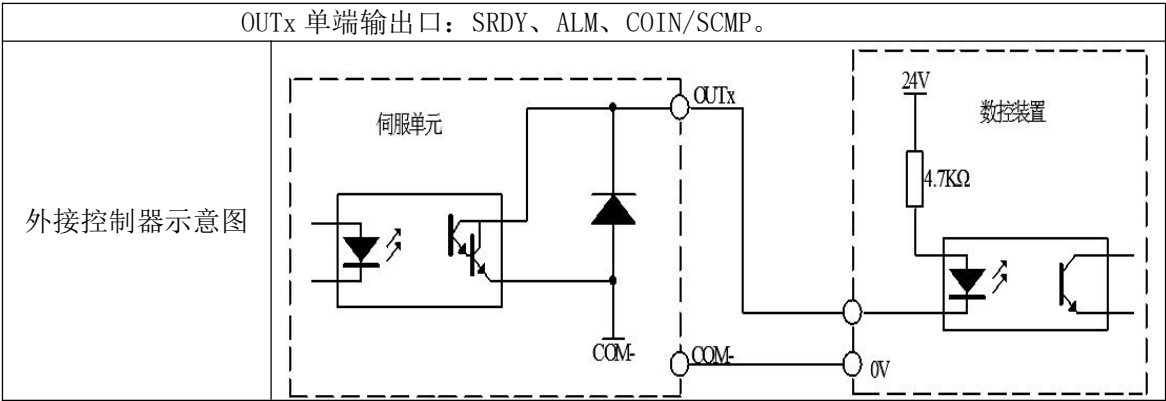 OUTx 单端输出口：SRDY、ALM、COIN/SCMP。
外接控制器示意图
伺服单元
OUTx
COM-
COM-
24V
数控装置
4.7KΩ
0V